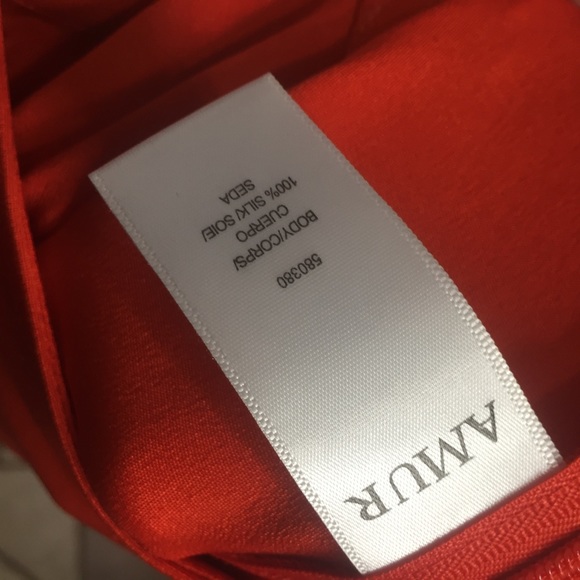 AMUR
580380
BODY/CORPS/
CUERPO
100% SILK/ SOIE/
SEDA